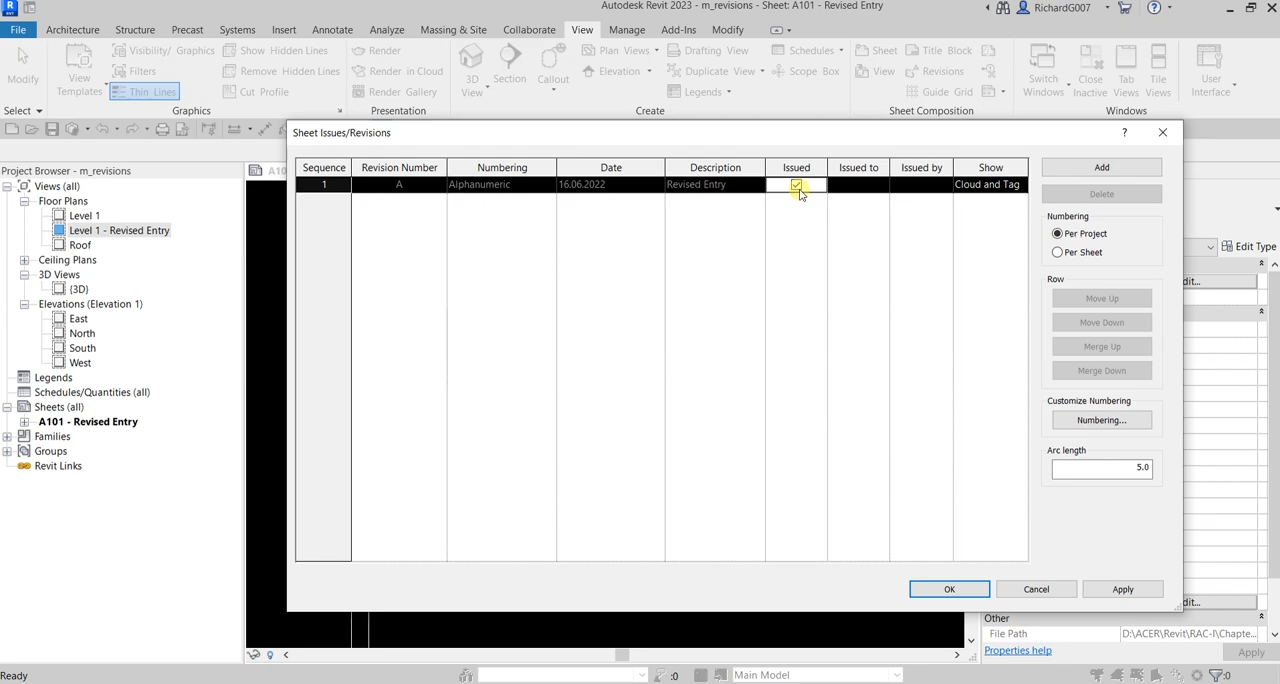 Autodesk Revit 2023 - m_revisions - Sheet: A101 - Revised Entry
RichardG007
File Architecture Structure Precast Systems Insert Annotate Analyze Massing & Site Collaborate View Manage Add-Ins Modify
Modify
View Templates
Visibility/ Graphics
Filters
Thin Lines
Show Hidden Lines
Remove Hidden Lines
Cut Profile
Render
Render in Cloud
Render Gallery
3D View
Section
Callout
Plan Views
Elevation
Drafting View
Duplicate View
Legends
Schedules
Scope Box
Sheet
View
Title Block
Revisions
Guide Grid
Switch Windows
Close Inactive
Tab Views
Tile Views
User Interface
Select
Graphics
Presentation
Create
Sheet Composition
Windows
Project Browser - m_revisions
Views (all)
Floor Plans
Level 1
Level 1 - Revised Entry
Roof
Ceiling Plans
3D Views
{3D}
Elevations (Elevation 1)
East
North
South
West
Legends
Schedules/Quantities (all)
Sheets (all)
A101 - Revised Entry
Families
Groups
Revit Links
A10
Sheet Issues/Revisions
?
Sequence Revision Number Numbering Date Description Issued Issued to Issued by Show
1 A Alphanumeric 16.06.2022 Revised Entry Cloud and Tag
Add
Delete
Numbering
Per Project
Per Sheet
Row
Move Up
Move Down
Merge Up
Merge Down
Customize Numbering
Numbering...
Arc length
5.0
OK Cancel Apply
Edit Type
dit...
dit...
Other
File Path D:\ACER\Revit\RAC-I\Chapte...
Properties help
Apply
Ready
:0
Main Model
:0